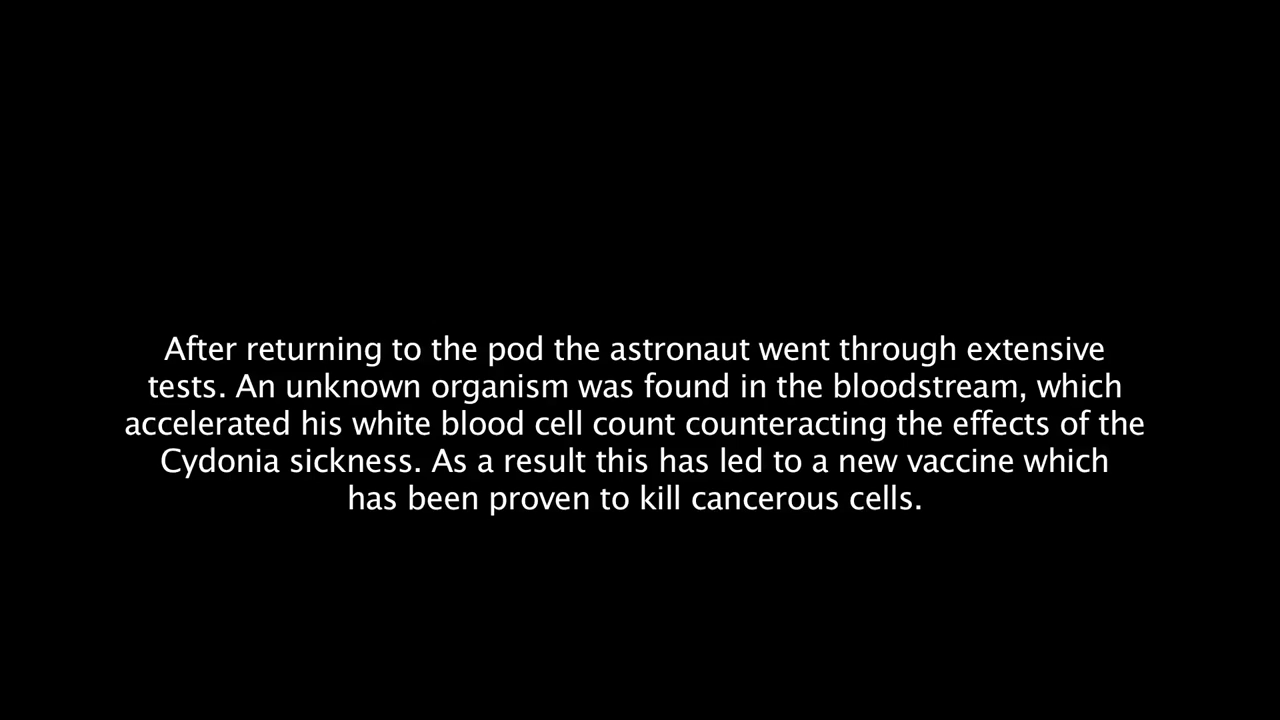 After returning to the pod the astronaut went through extensive
tests. An unknown organism was found in the bloodstream, which
accelerated his white blood cell count counteracting the effects of the
Cydonia sickness. As a result this has led to a new vaccine which
has been proven to kill cancerous cells.